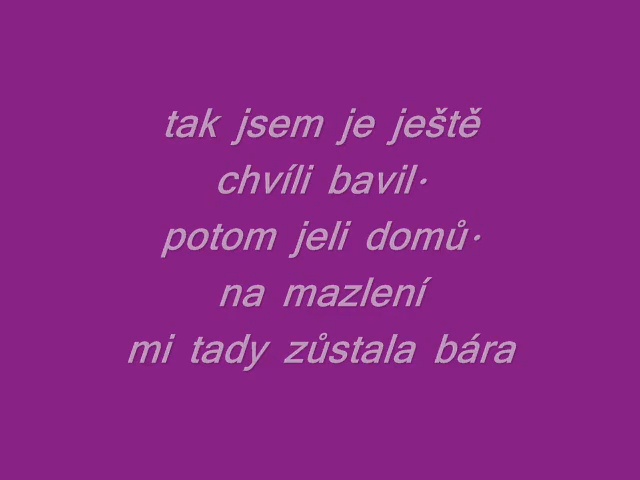 tak jsem je ještě
chvíli bavil.
potom jeli domů.
na mazlení
mi tady zůstala bára